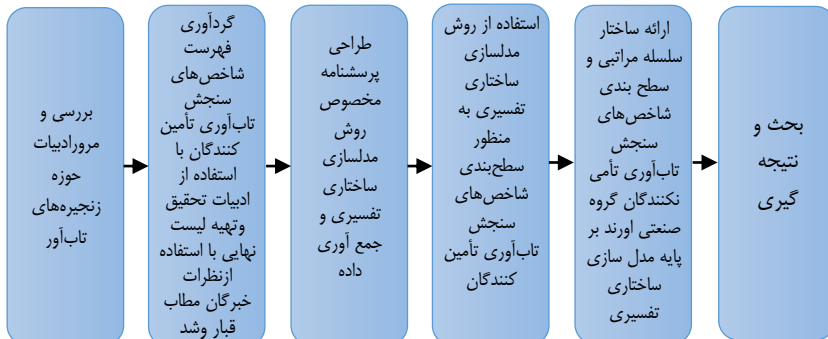 بررسی و
مرورادبیات
حوزه
زنجیره‌های
تاب‌آور
گردآوری
فهرست
شاخص‌های
سنجش
تاب‌آوری تأمین
کنندگان با
استفاده از
ادبیات تحقیق
وتهیه لیست
نهایی با استفاده
ازنظرات
خبرگان مطاب
قبار وشد
طراحی
پرسشنامه
مخصوص
روش
مدلسازی
ساختاری
تفسیری و
جمع آوری
داده
استفاده از روش
مدلسازی
ساختاری
تفسیری به
منظور
سطح‌بندی
شاخص‌های
سنجش
تاب‌آوری تأمین
کنندگان
ارائه ساختار
سلسله مراتبی و
سطح بندی
شاخص‌های
سنجش
تاب‌آوری تأمی
نکنندگان گروه
صنعتی اورند بر
پایه مدل سازی
ساختاری
تفسیری
بحث و
نتیجه
گیری